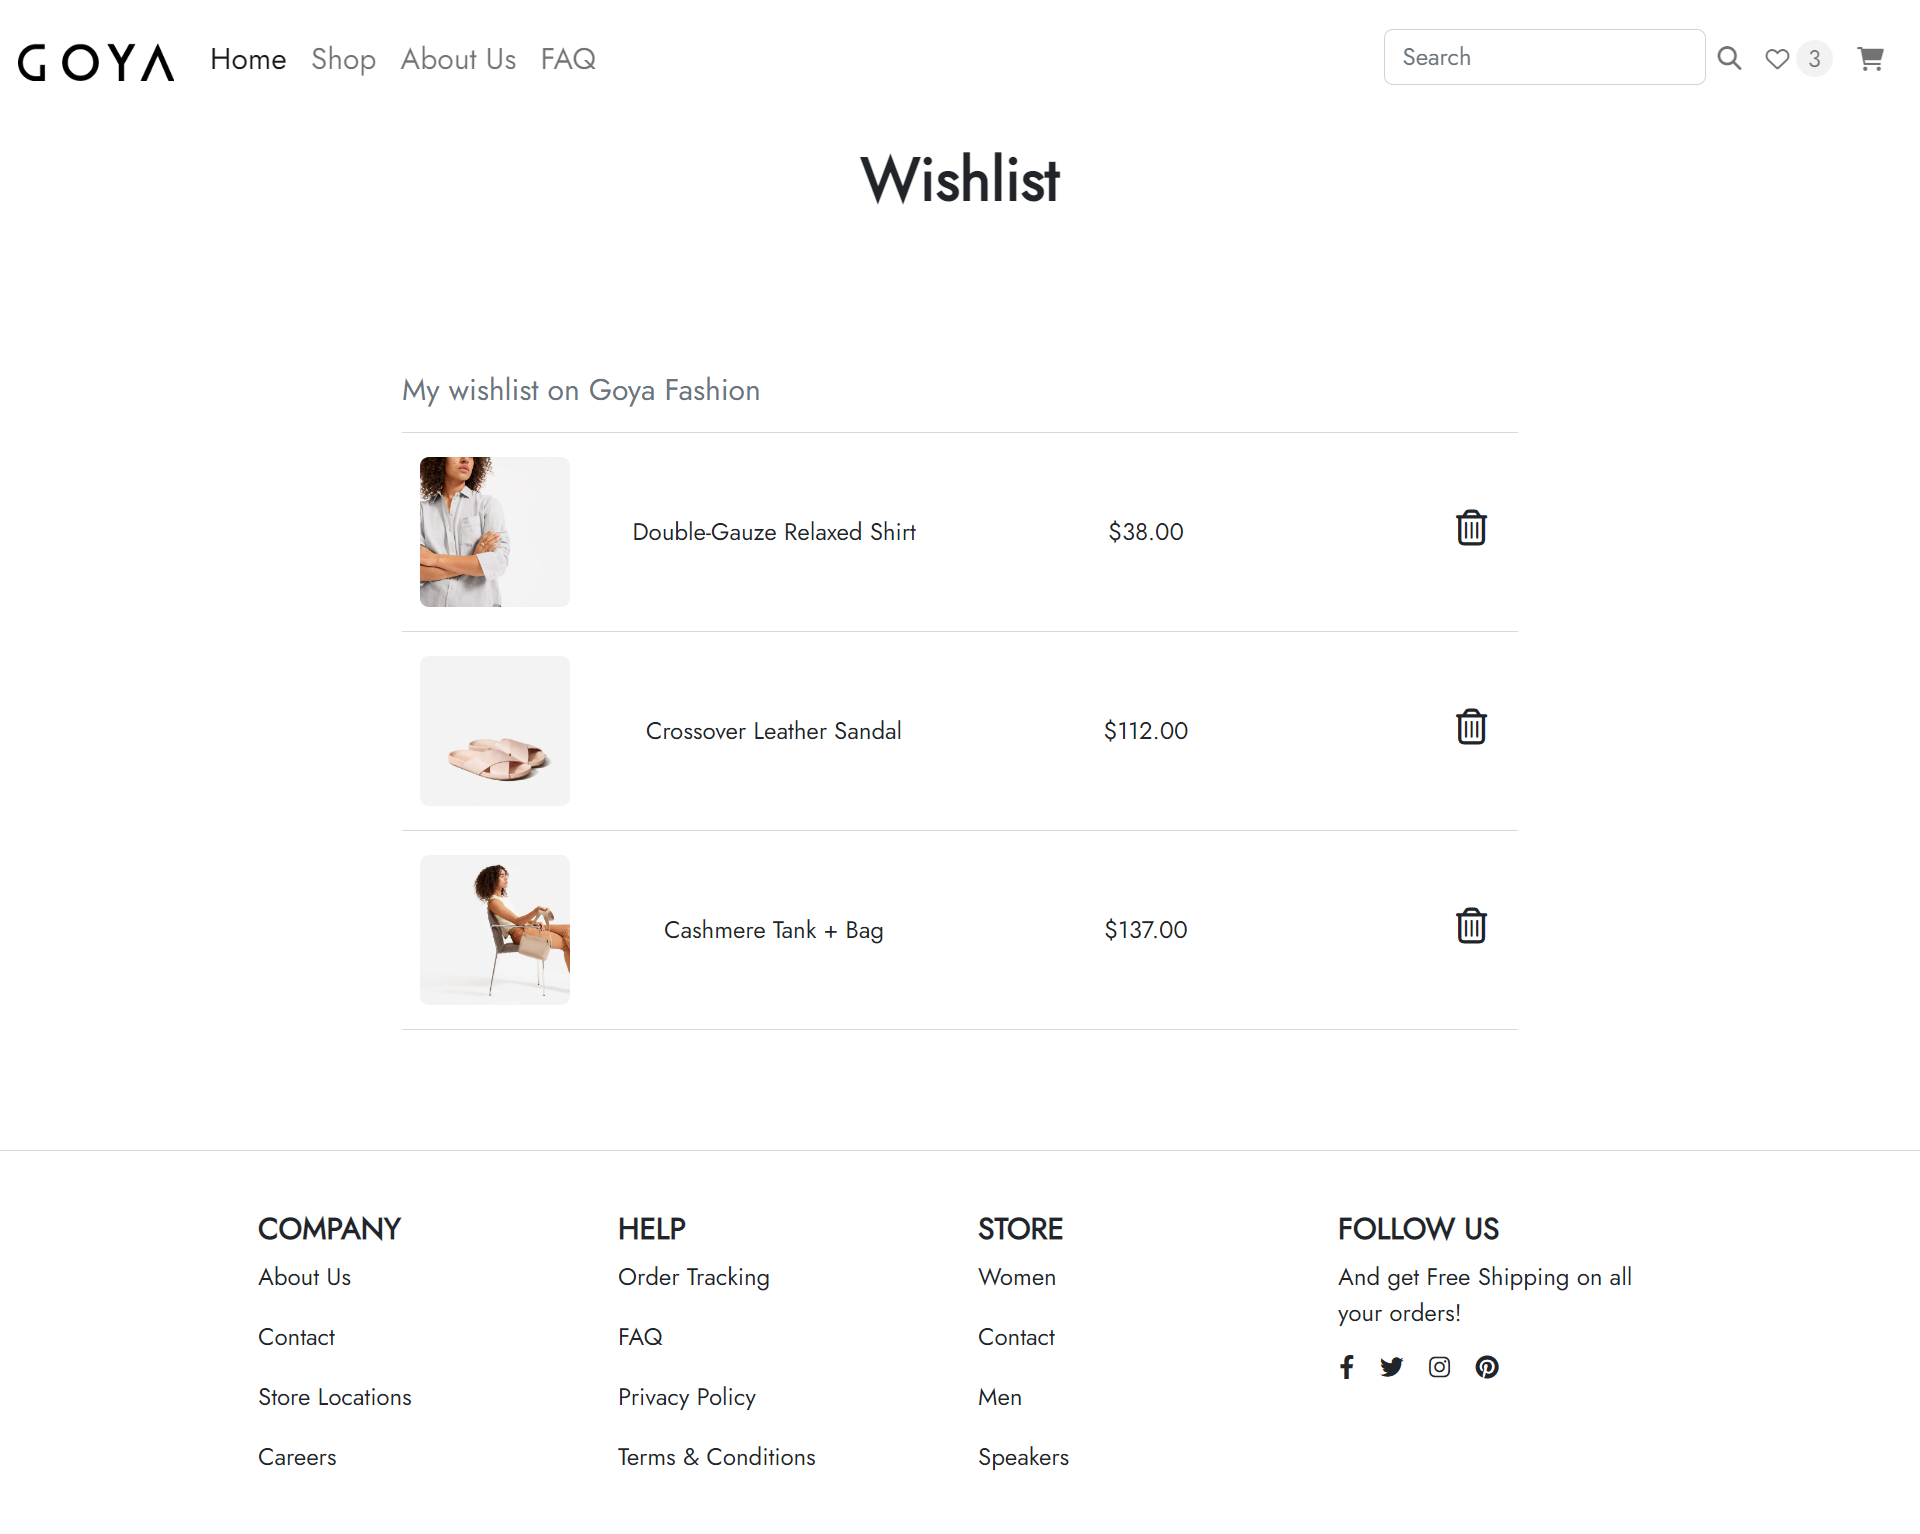 GOYA Home Shop About Us FAQ Search 3
Wishlist
My wishlist on Goya Fashion
Double-Gauze Relaxed Shirt $38.00
Crossover Leather Sandal $112.00
Cashmere Tank + Bag $137.00
COMPANY
About Us
Contact
Store Locations
Careers
HELP
Order Tracking
FAQ
Privacy Policy
Terms & Conditions
STORE
Women
Contact
Men
Speakers
FOLLOW US
And get Free Shipping on all
your orders!